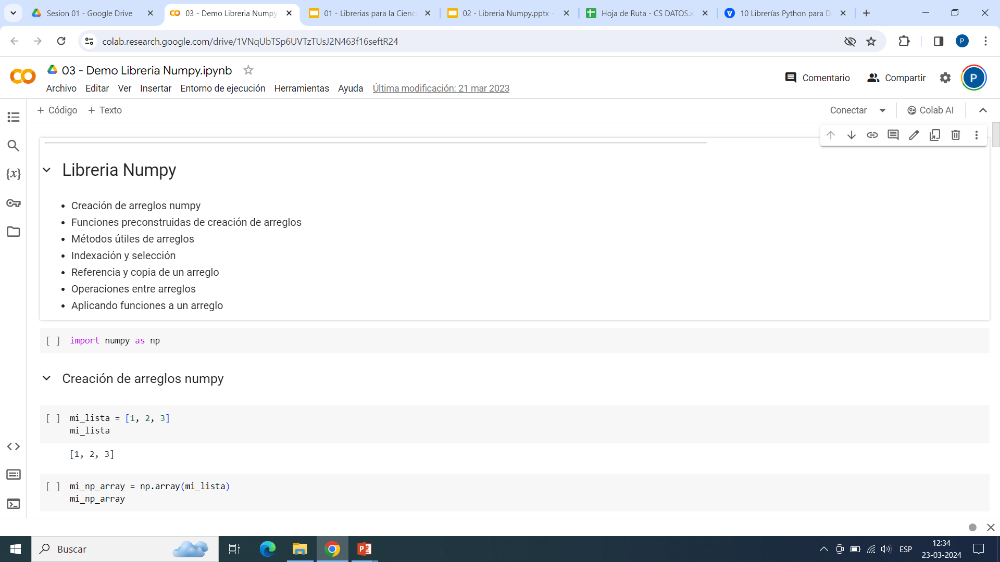 Sesion 01 - Google Drive
03 - Demo Libreria Numpy
01 - Librerias para la Cienc
02 - Libreria Numpy.pptx -
Hoja de Ruta - CS DATOS.x
10 Librerías Python para D
colab.research.google.com/drive/1VNqUbTSp6UVTzTUsJ2N463f16seftR24
P
03 - Demo Libreria Numpy.ipynb
Comentario
Compartir
P
Archivo Editar Ver Insertar Entorno de ejecución Herramientas Ayuda Última modificación: 21 mar 2023
+ Código + Texto
Conectar
Colab AI
{x}
Libreria Numpy
• Creación de arreglos numpy
• Funciones preconstruidas de creación de arreglos
• Métodos útiles de arreglos
• Indexación y selección
• Referencia y copia de un arreglo
• Operaciones entre arreglos
• Aplicando funciones a un arreglo
[ ] import numpy as np
Creación de arreglos numpy
[ ] mi_lista = [1, 2, 3]
mi_lista
[1, 2, 3]
[ ] mi_np_array = np.array(mi_lista)
mi_np_array
Buscar
ESP
12:34
23-03-2024